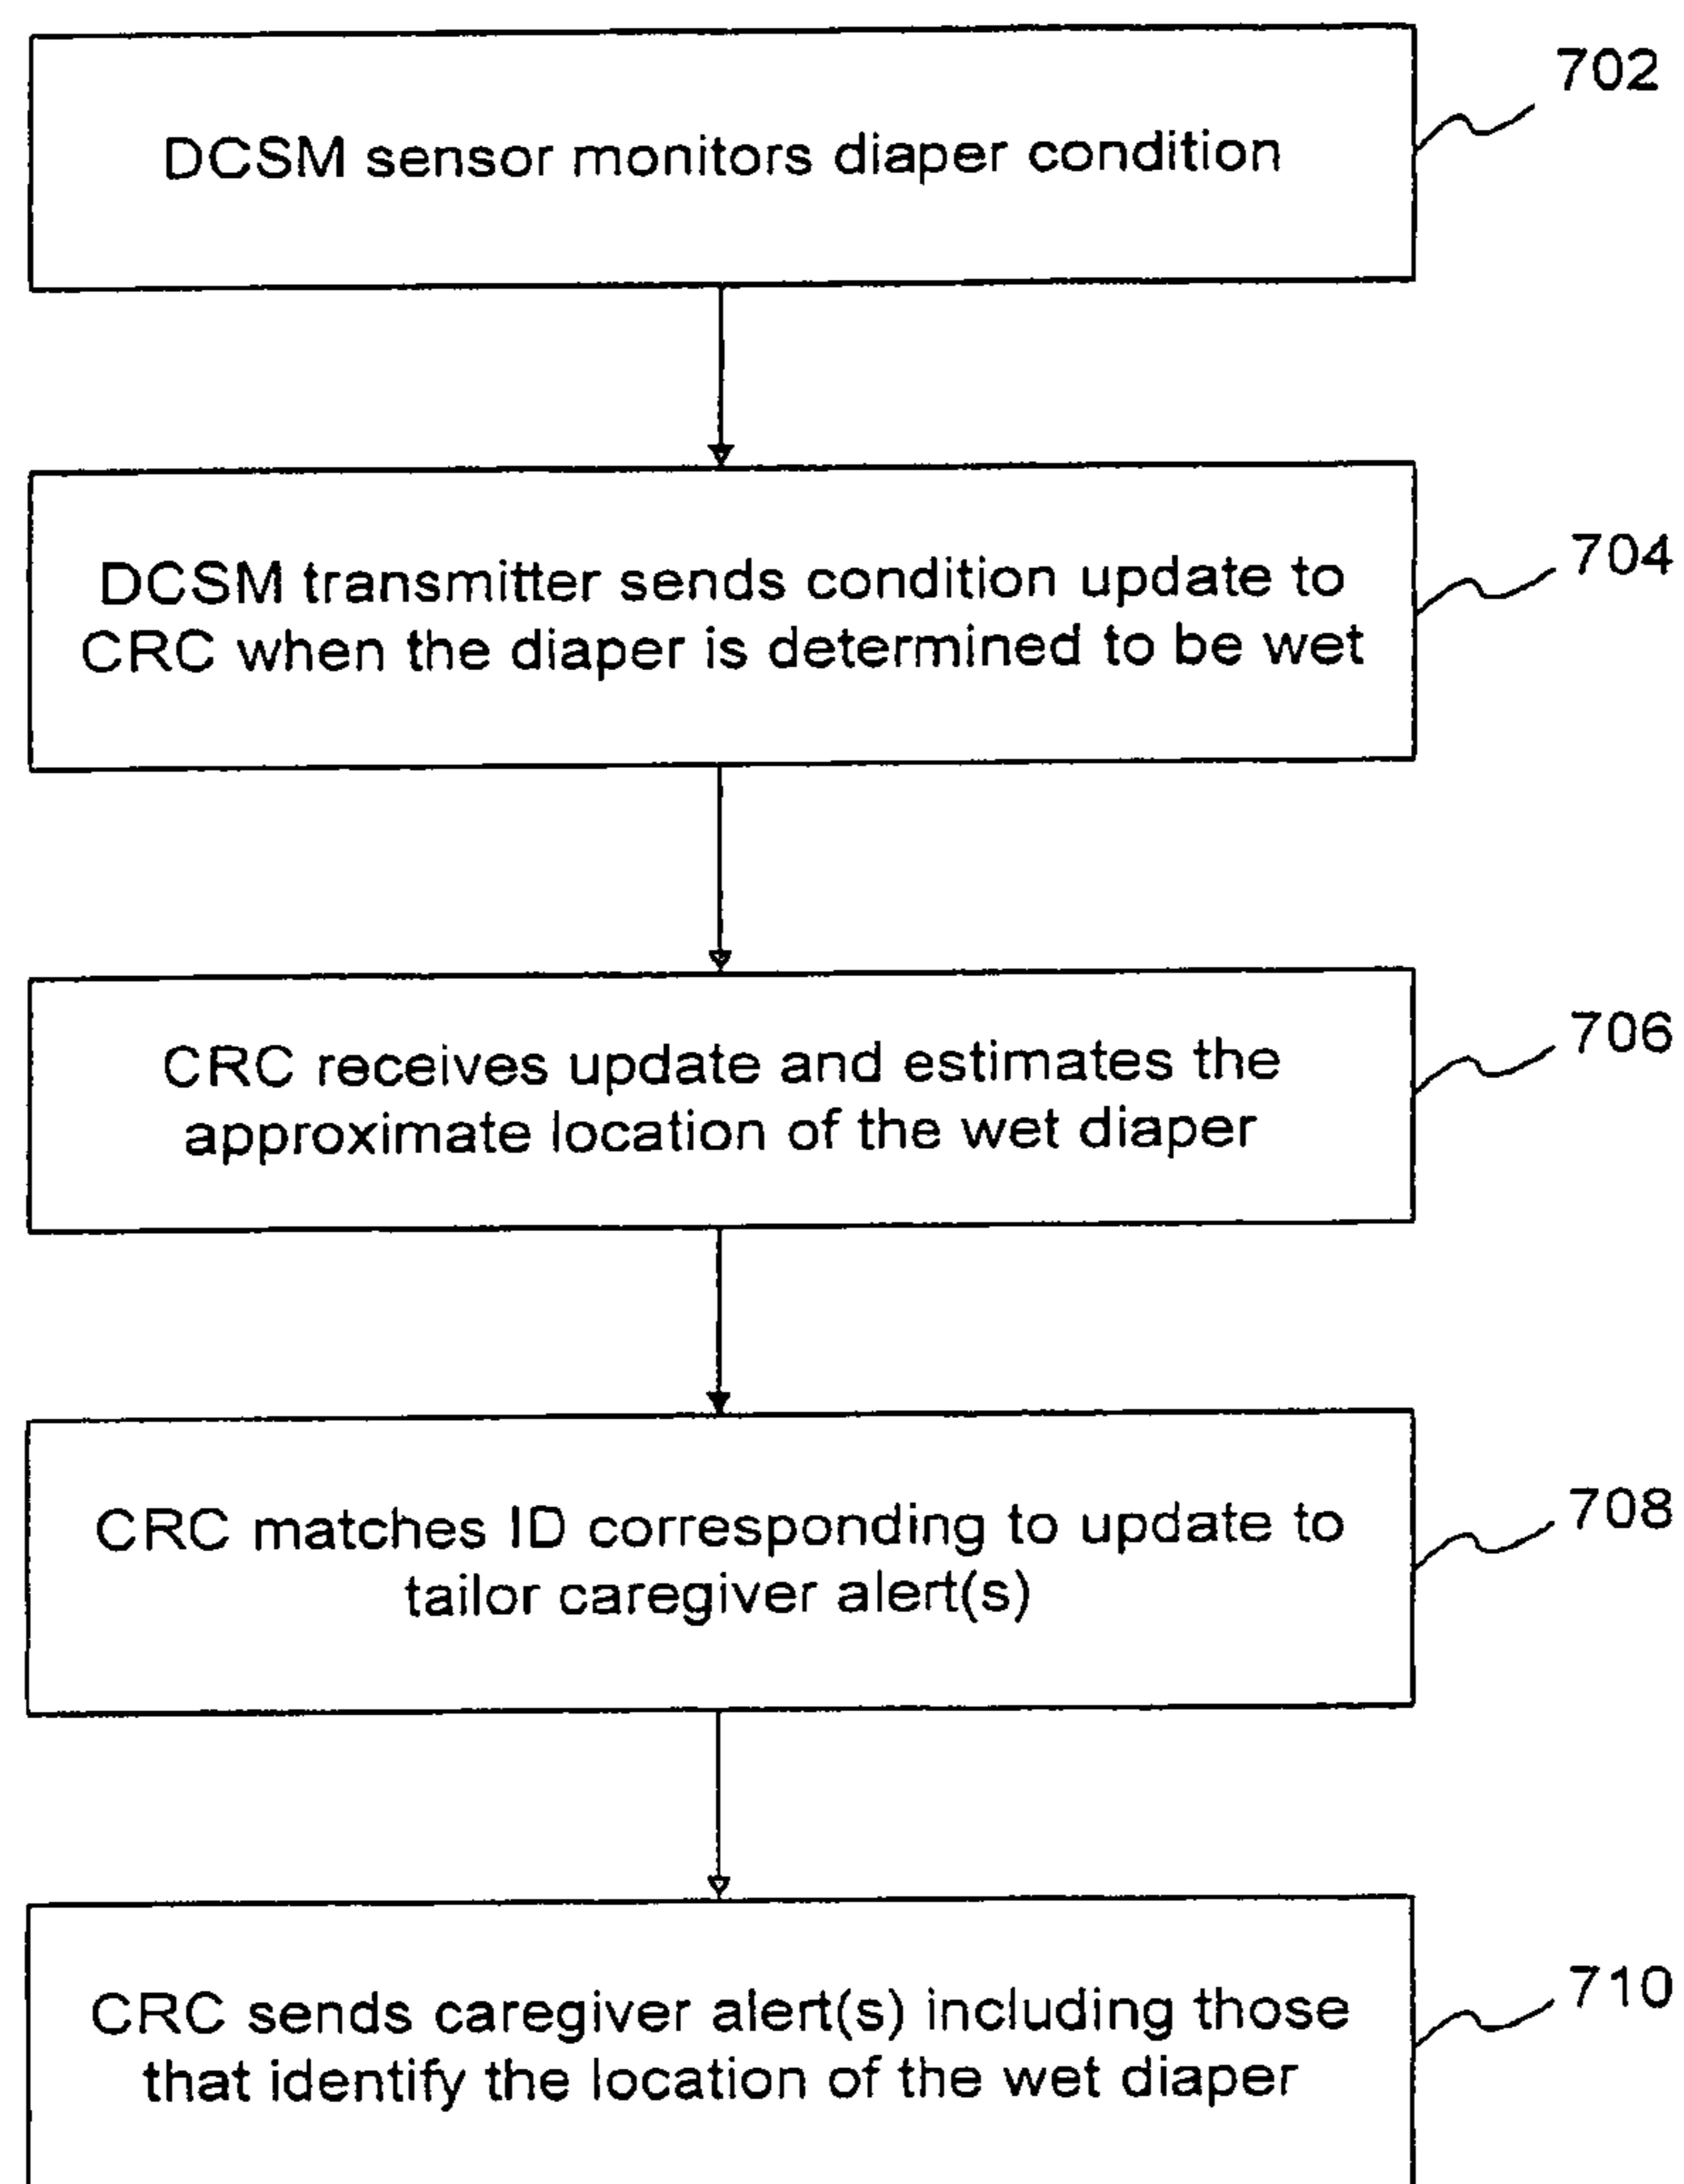 702
DCSM sensor monitors diaper condition
704
DCSM transmitter sends condition update to
CRC when the diaper is determined to be wet
706
CRC receives update and estimates the
approximate location of the wet diaper
708
CRC matches ID corresponding to update to
tailor caregiver alert(s)
710
CRC sends caregiver alert(s) including those
that identify the location of the wet diaper